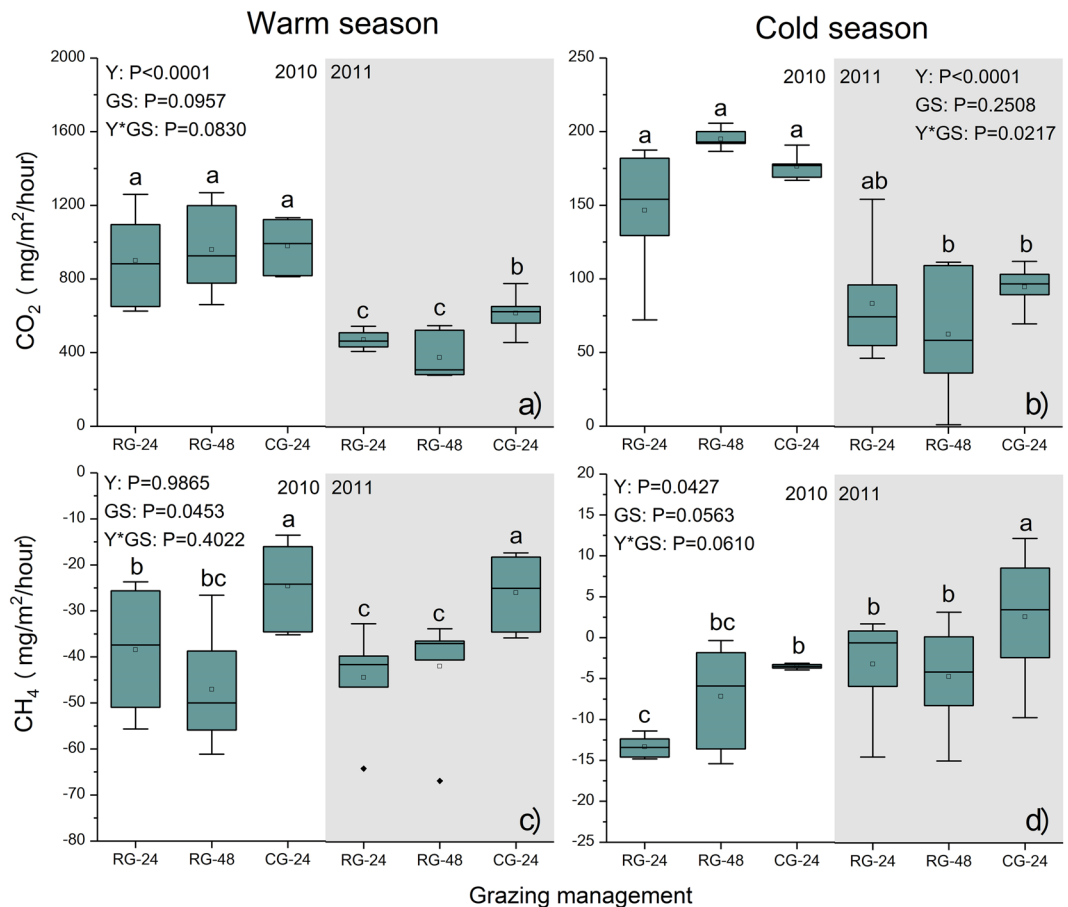 Warm season
Cold season
CO2 ( mg/m2/hour)
2000
1600
1200
800
400
0
Y: P<0.0001
GS: P=0.0957
Y*GS: P=0.0830
2010
2011
a
a
a
c
c
b
a)
RG-24
RG-48
CG-24
RG-24
RG-48
CG-24
250
200
150
100
50
0
2010
2011
Y: P<0.0001
GS: P=0.2508
Y*GS: P=0.0217
a
a
a
ab
b
b
b)
RG-24
RG-48
CG-24
RG-24
RG-48
CG-24
CH4 ( mg/m2/hour)
0
-10
-20
-30
-40
-50
-60
-70
-80
Y: P=0.9865
GS: P=0.0453
Y*GS: P=0.4022
2010
2011
b
bc
a
c
c
a
c)
RG-24
RG-48
CG-24
RG-24
RG-48
CG-24
20
15
10
5
0
-5
-10
-15
-20
-25
Y: P=0.0427
GS: P=0.0563
Y*GS: P=0.0610
2010
2011
c
bc
b
b
b
a
d)
RG-24
RG-48
CG-24
RG-24
RG-48
CG-24
Grazing management